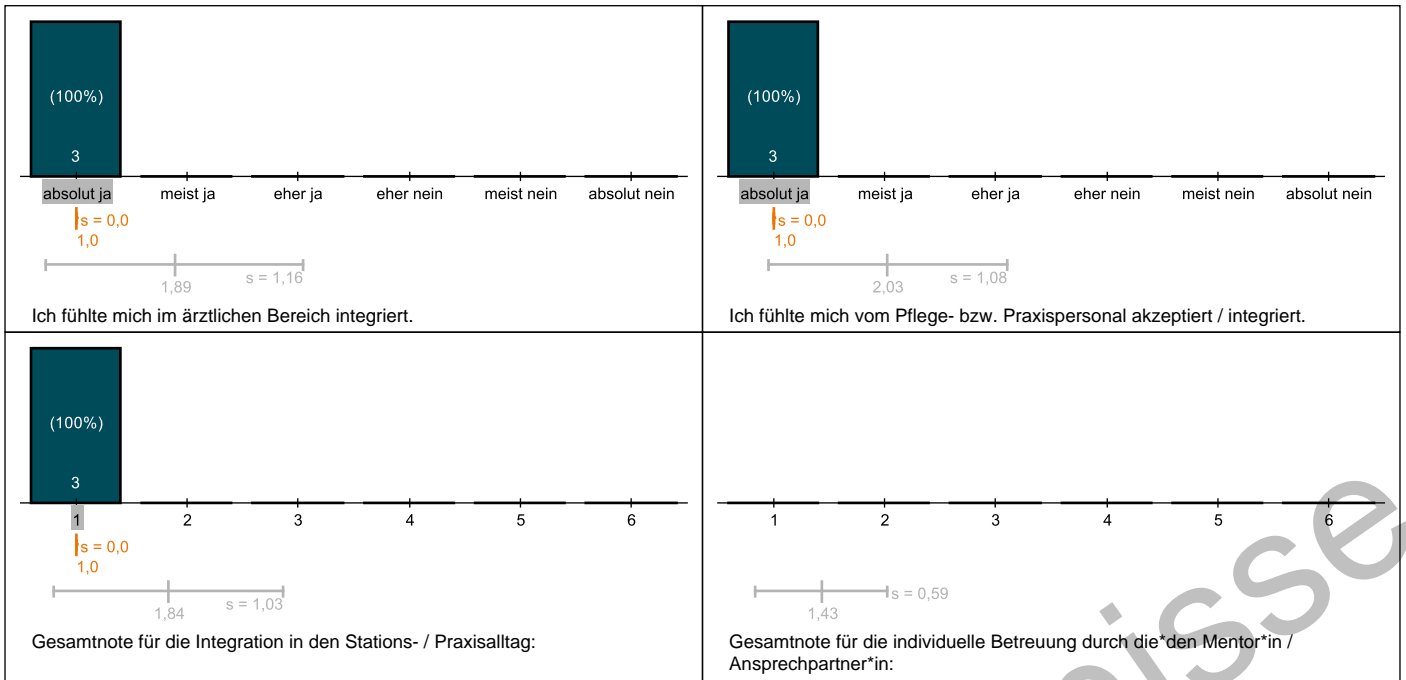 (100%)
3
absolut ja meist ja eher ja eher nein meist nein absolut nein
s = 0,0
1,0
1,89 s = 1,16
Ich fühlte mich im ärztlichen Bereich integriert.
(100%)
3
absolut ja meist ja eher ja eher nein meist nein absolut nein
s = 0,0
1,0
2,03 s = 1,08
Ich fühlte mich vom Pflege- bzw. Praxispersonal akzeptiert / integriert.
(100%)
3
1 2 3 4 5 6
s = 0,0
1,0
1,84 s = 1,03
Gesamtnote für die Integration in den Stations- / Praxisalltag:
1 2 3 4 5 6
s = 0,59
1,43
Gesamtnote für die individuelle Betreuung durch die*den Mentor*in /
Ansprechpartner*in:
isse